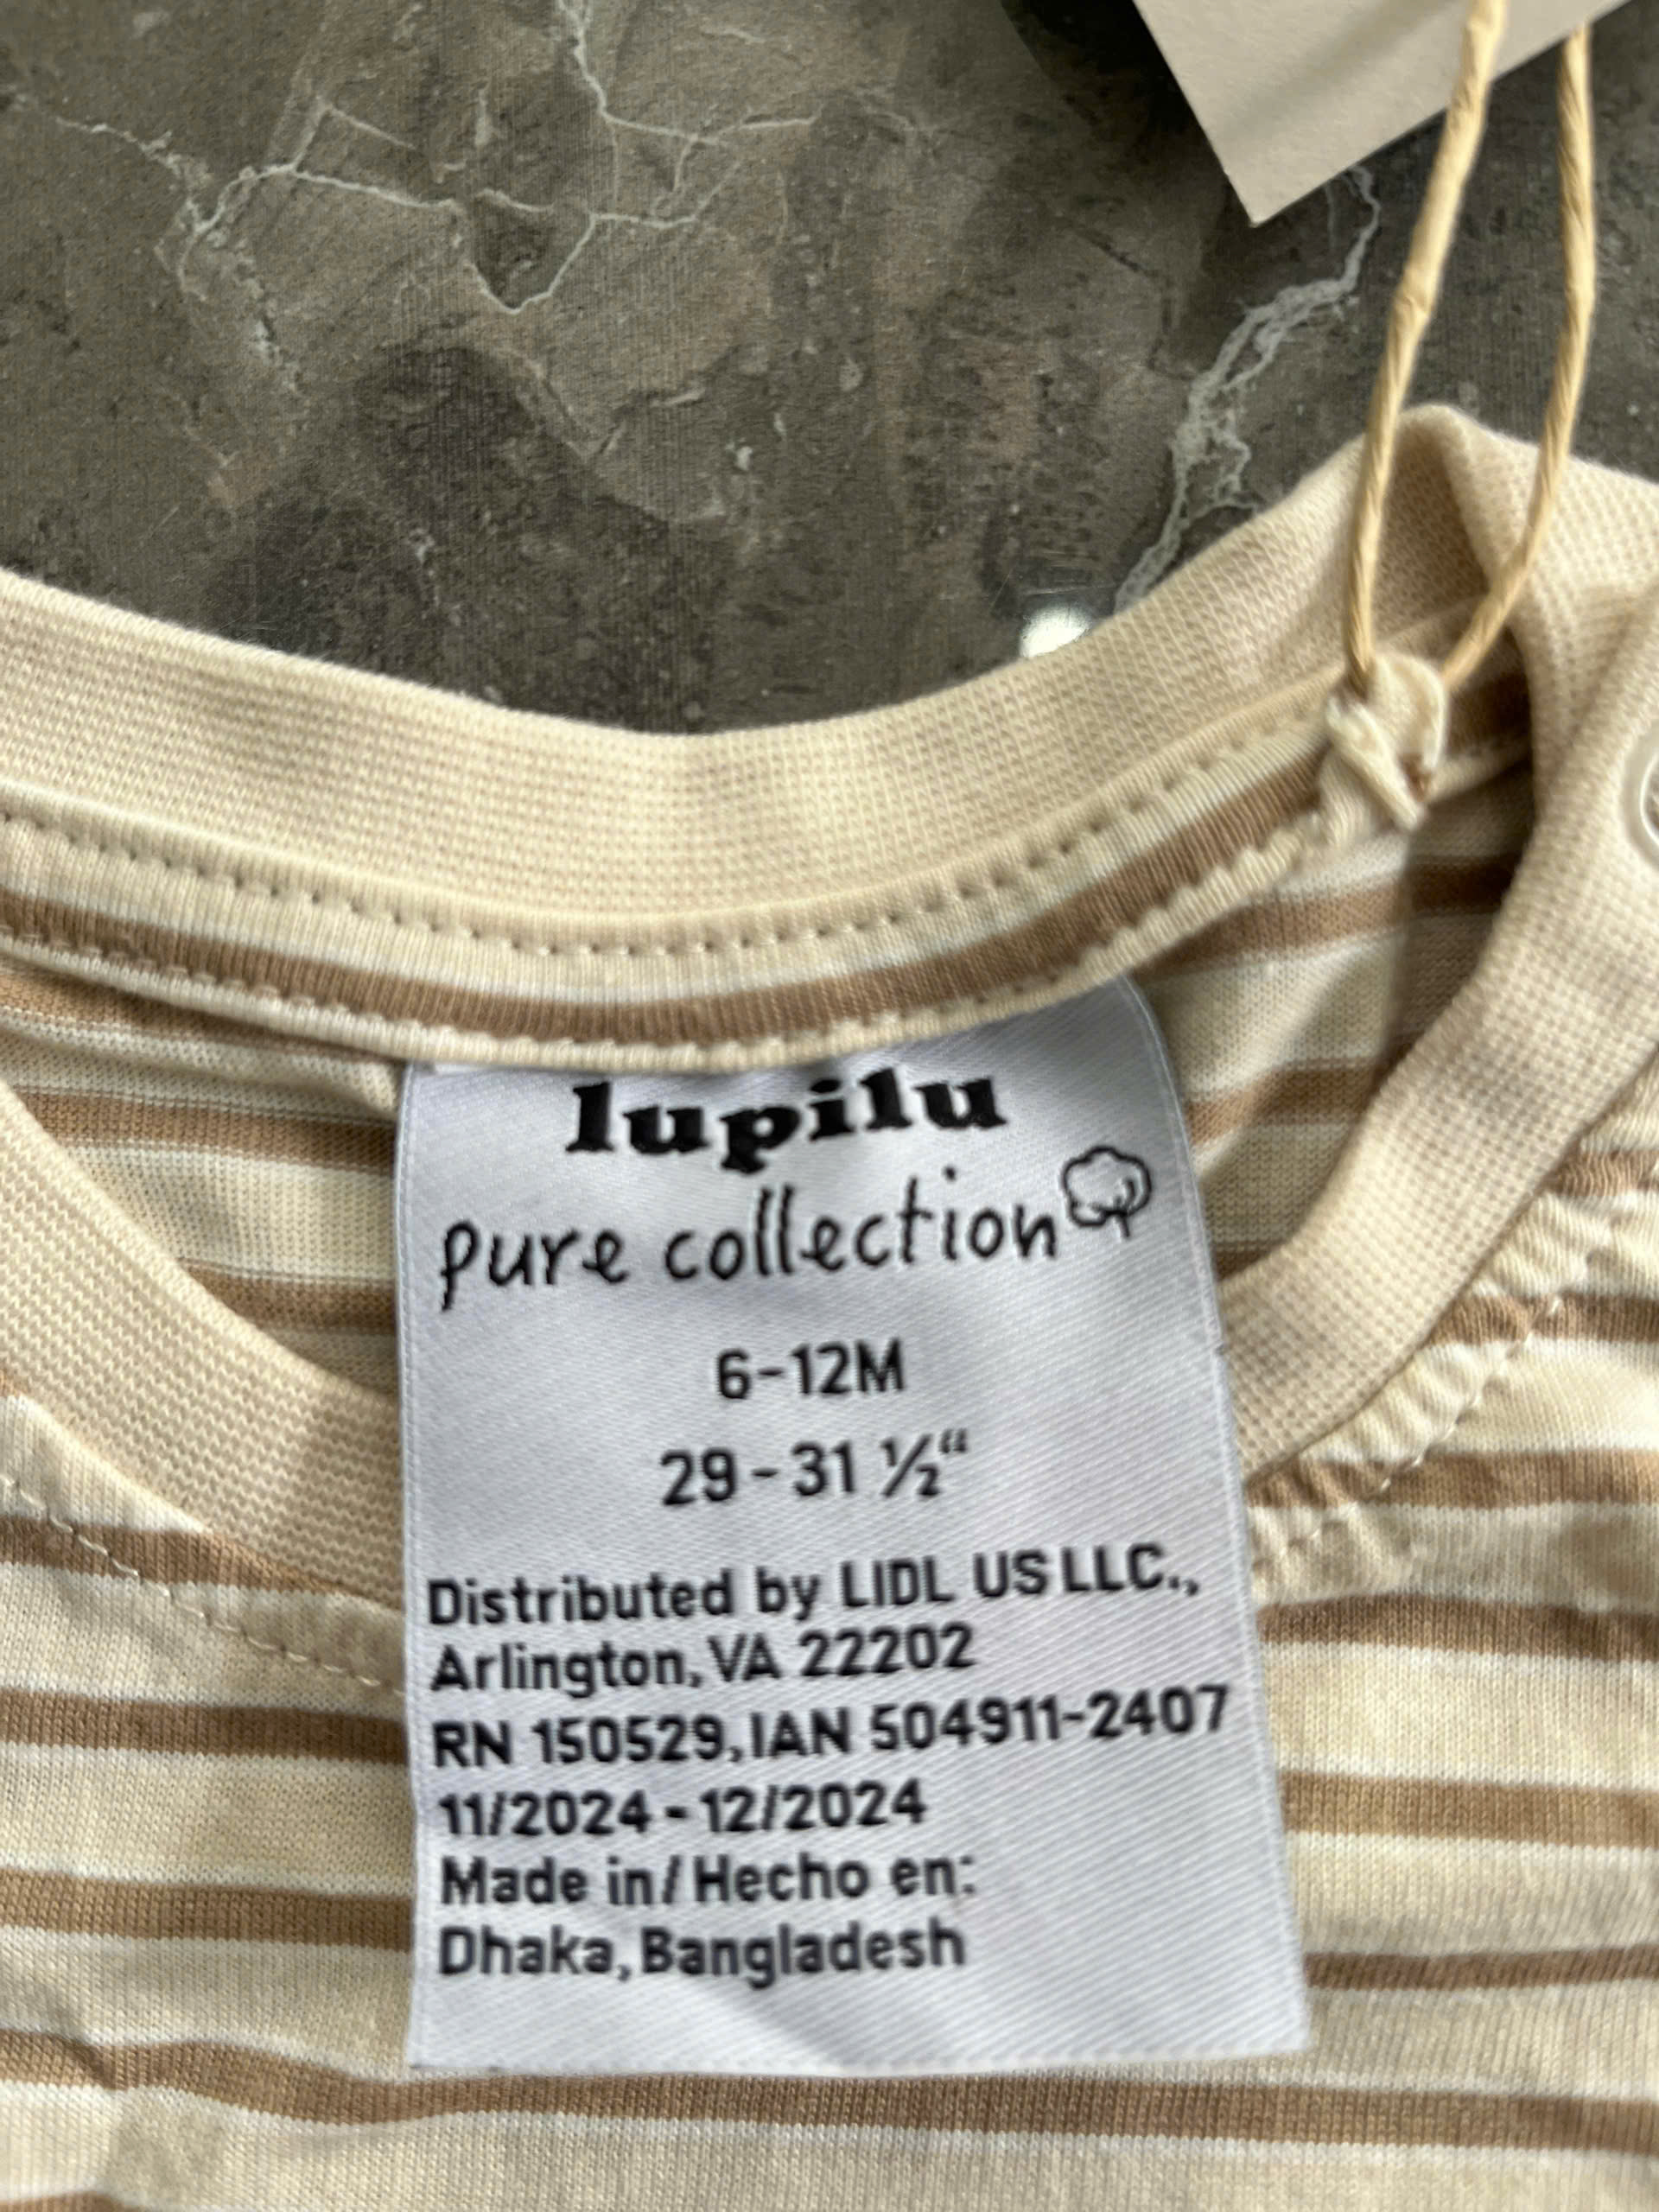 lupilu
pure collection
6-12M
29-31 ½“
Distributed by LIDL US LLC.,
Arlington, VA 22202
RN 150529, IAN 504911-2407
11/2024 - 12/2024
Made in/Hecho en:
Dhaka, Bangladesh